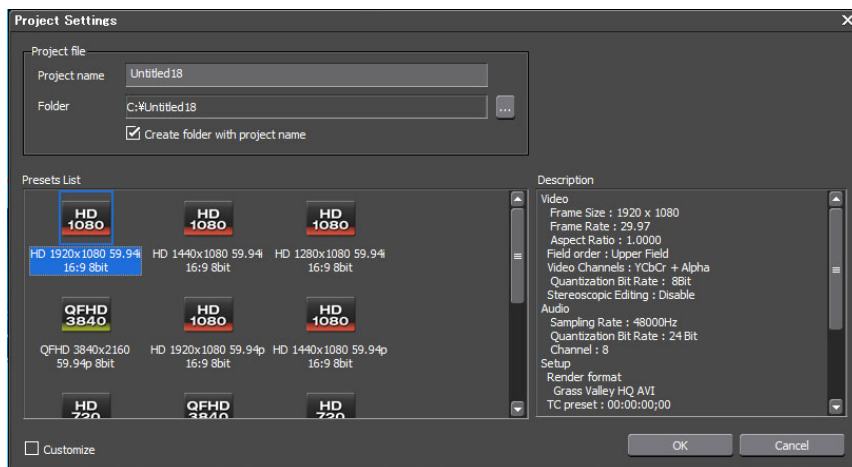 Project Settings
Project file
Project name
Untitled18
Folder
C:¥Untitled18
...
Create folder with project name
Presets List
HD
1080
HD 1920x1080 59.94i
16:9 8bit
HD
1080
HD 1440x1080 59.94i
16:9 8bit
HD
1080
HD 1280x1080 59.94i
16:9 8bit
QFHD
3840
QFHD 3840x2160
59.94p 8bit
HD
1080
HD 1920x1080 59.94p
16:9 8bit
HD
1080
HD 1440x1080 59.94p
16:9 8bit
HD
720
QFHD
3840
HD
720
Description
Video
Frame Size : 1920 x 1080
Frame Rate : 29.97
Aspect Ratio : 1.0000
Field order : Upper Field
Video Channels : YCbCr + Alpha
Quantization Bit Rate : 8Bit
Stereoscopic Editing : Disable
Audio
Sampling Rate : 48000Hz
Quantization Bit Rate : 24 Bit
Channel : 8
Setup
Render format
Grass Valley HQ AVI
TC preset : 00:00:00;00
Customize
OK
Cancel